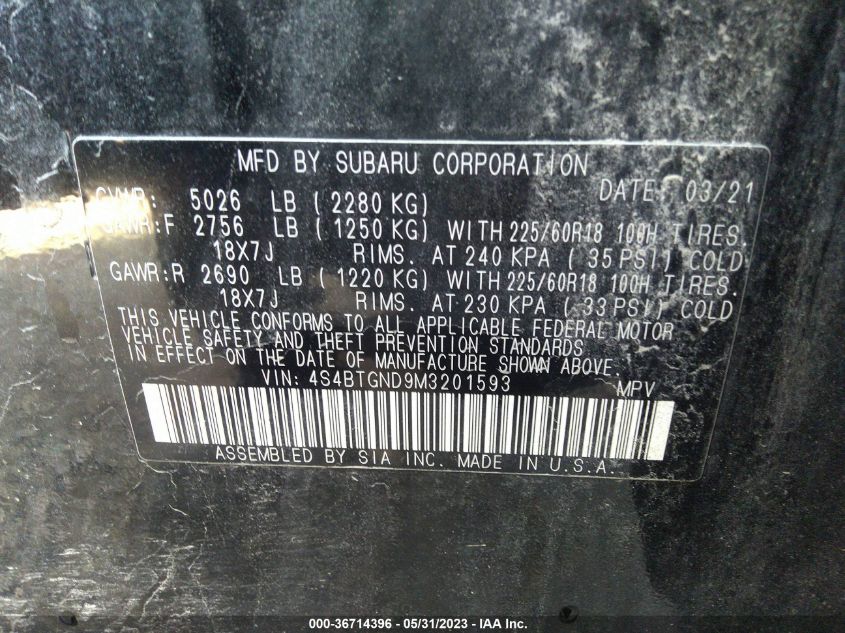 MFD BY SUBARU CORPORATION
DATE: 03/21
GVWR: 5026 LB ( 2280 KG)
GAWR:F 2756 LB ( 1250 KG) WITH 225/60R18 100H TIRES.
18X7J RIMS. AT 240 KPA ( 35 PSI) COLD
GAWR:R 2690 LB ( 1220 KG) WITH 225/60R18 100H TIRES.
18X7J RIMS. AT 230 KPA ( 33 PSI) COLD
THIS VEHICLE CONFORMS TO ALL APPLICABLE FEDERAL MOTOR
VEHICLE SAFETY AND THEFT PREVENTION STANDARDS
IN EFFECT ON THE DATE OF MANUFACTURE SHOWN ABOVE.
VIN: 4S4BTGND9M3201593 MPV
ASSEMBLED BY SIA INC. MADE IN U.S.A.
000-36714396 - 05/31/2023 - IAA Inc.